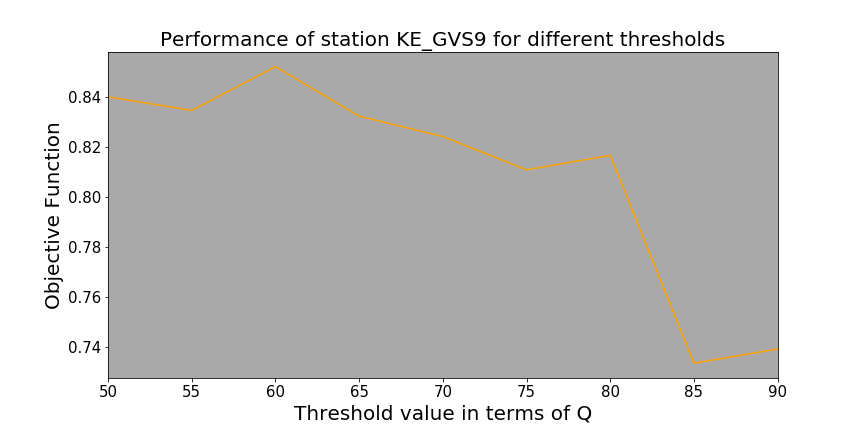 Performance of station KE_GVS9 for different thresholds
Objective Function
0.84
0.82
0.80
0.78
0.76
0.74
50 55 60 65 70 75 80 85 90
Threshold value in terms of Q